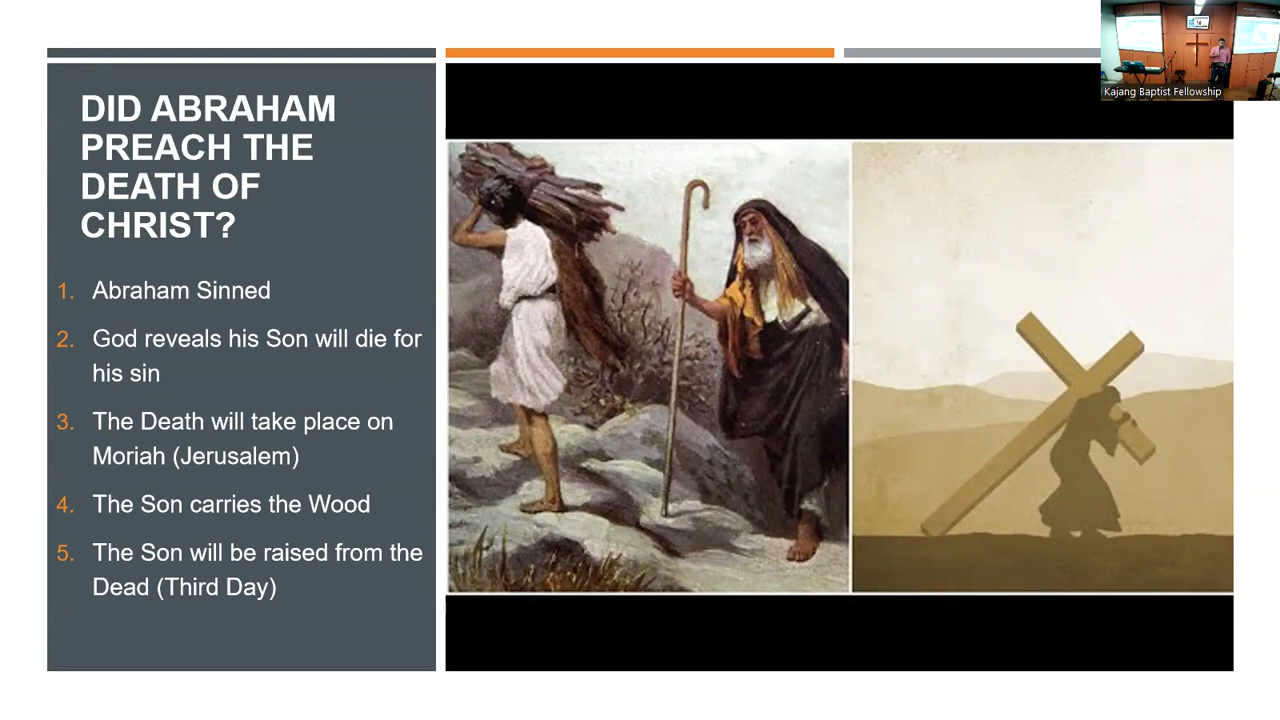 DID ABRAHAM
PREACH THE
DEATH OF
CHRIST?
1. Abraham Sinned
2. God reveals his Son will die for
his sin
3. The Death will take place on
Moriah (Jerusalem)
4. The Son carries the Wood
5. The Son will be raised from the
Dead (Third Day)
Kajang Baptist Fellowship